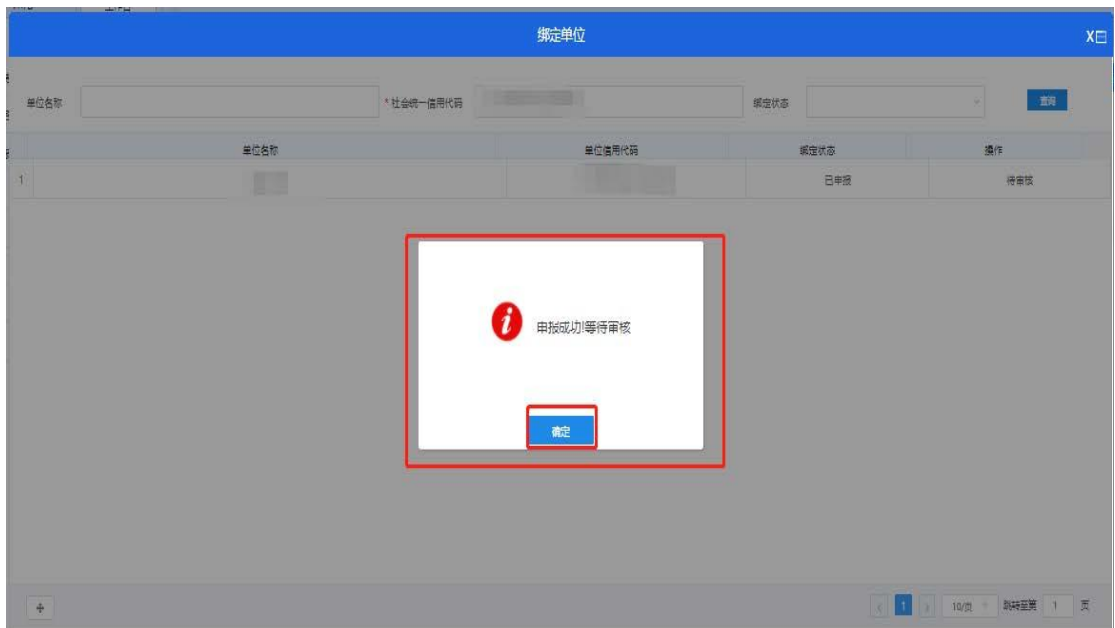 绑定单位
X
单位名称
*社会统一信用代码
绑定状态
查询
单位名称 单位信用代码 绑定状态 操作
1 已申报 待审核
申报成功!等待审核
确定
1 10/页 跳转至第 1 页